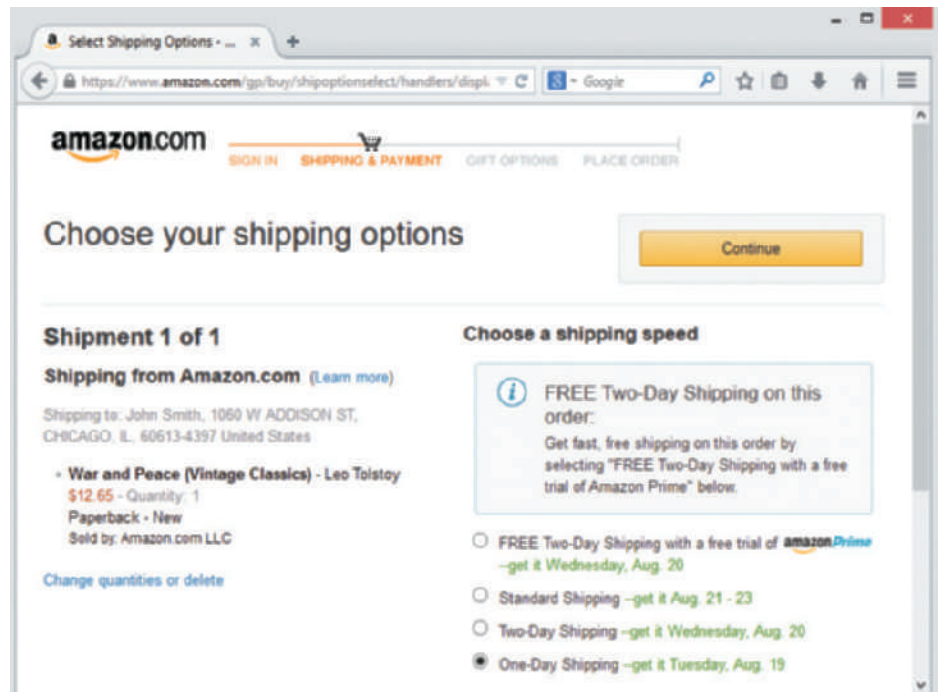 Select Shipping Options - ...
https://www.amazon.com/gp/buy/shipoptionselect/handlers/displ
Google
amazon.com
SIGN IN SHIPPING & PAYMENT GIFT OPTIONS PLACE ORDER
Choose your shipping options
Continue
Shipment 1 of 1
Shipping from Amazon.com (Learn more)
Shipping to: John Smith, 1060 W ADDISON ST,
CHICAGO, IL, 60613-4397 United States
War and Peace (Vintage Classics) - Leo Tolstoy
$12.65 - Quantity: 1
Paperback - New
Sold by: Amazon.com LLC
Change quantities or delete
Choose a shipping speed
FREE Two-Day Shipping on this
order:
Get fast, free shipping on this order by
selecting "FREE Two-Day Shipping with a free
trial of Amazon Prime" below.
FREE Two-Day Shipping with a free trial of amazonPrime
--get it Wednesday, Aug. 20
Standard Shipping --get it Aug. 21 - 23
Two-Day Shipping --get it Wednesday, Aug. 20
One-Day Shipping --get it Tuesday, Aug. 19